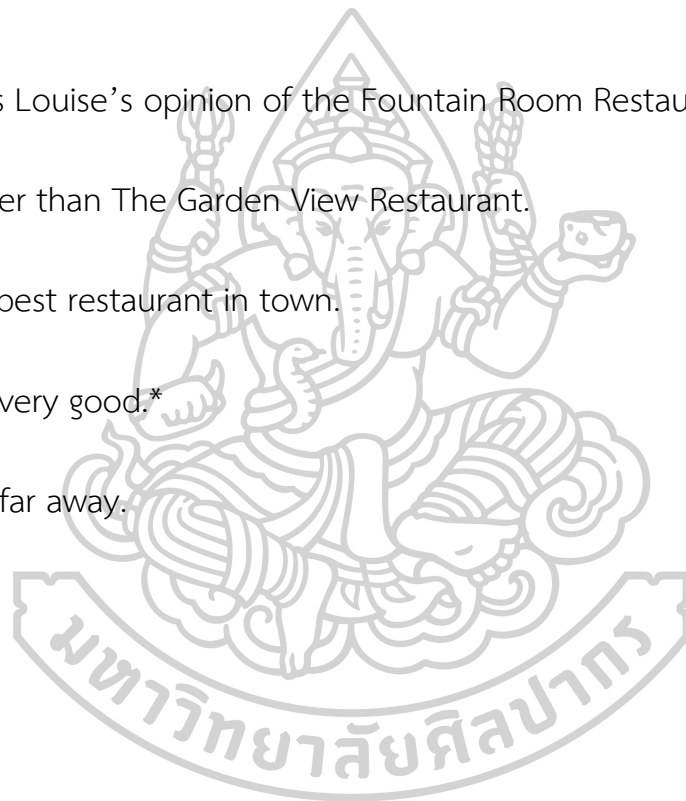 s Louise’s opinion of the Fountain Room Restau
er than The Garden View Restaurant.
best restaurant in town.
very good.*
far away.
มหาวิทยาลัยศิลปากร